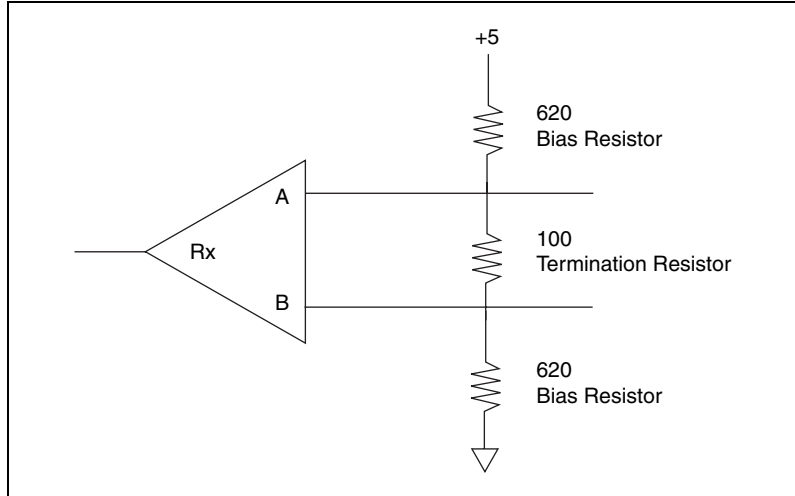 +5
620
Bias Resistor
A
Rx
100
Termination Resistor
B
620
Bias Resistor